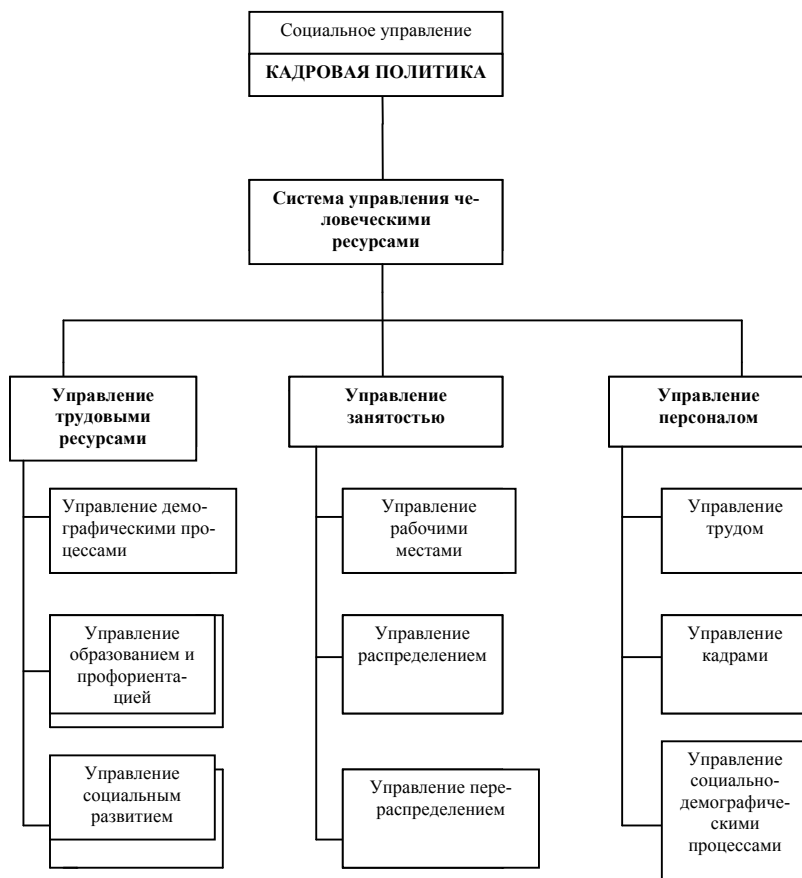 Социальное управление
КАДРОВАЯ ПОЛИТИКА
Система управления че-
ловеческими
ресурсами
Управление
трудовыми
ресурсами
Управление демо-
графическими про-
цессами
Управление
образованием и
профориента-
цией
Управление
социальным
развитием
Управление
занятостью
Управление
рабочими
местами
Управление
распределением
Управление пере-
распределением
Управление
персоналом
Управление
трудом
Управление
кадрами
Управление
социально-
демографиче-
скими
процессами